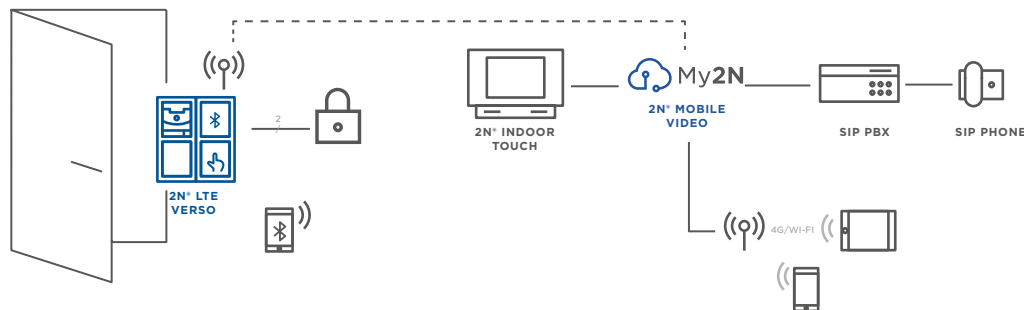 2
My2N
2N® MOBILE
VIDEO
2N® INDOOR
TOUCH
SIP PBX
SIP PHONE
2N® LTE
VERSO
4G/WI-FI